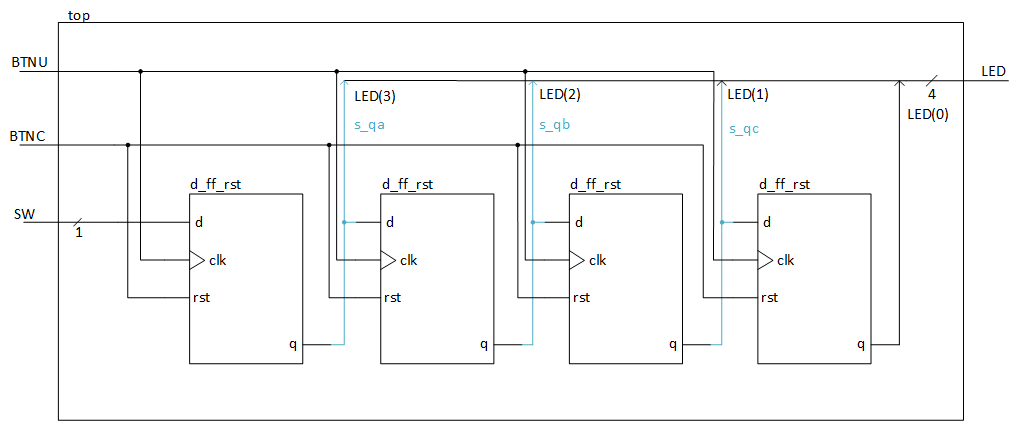 top
BTNU
LED
LED(3)
LED(2)
LED(1)
4
LED(0)
s_qa
s_qb
s_qc
BTNC
d_ff_rst
d_ff_rst
d_ff_rst
d_ff_rst
SW
1
d
d
d
d
clk
clk
clk
clk
rst
rst
rst
rst
q
q
q
q